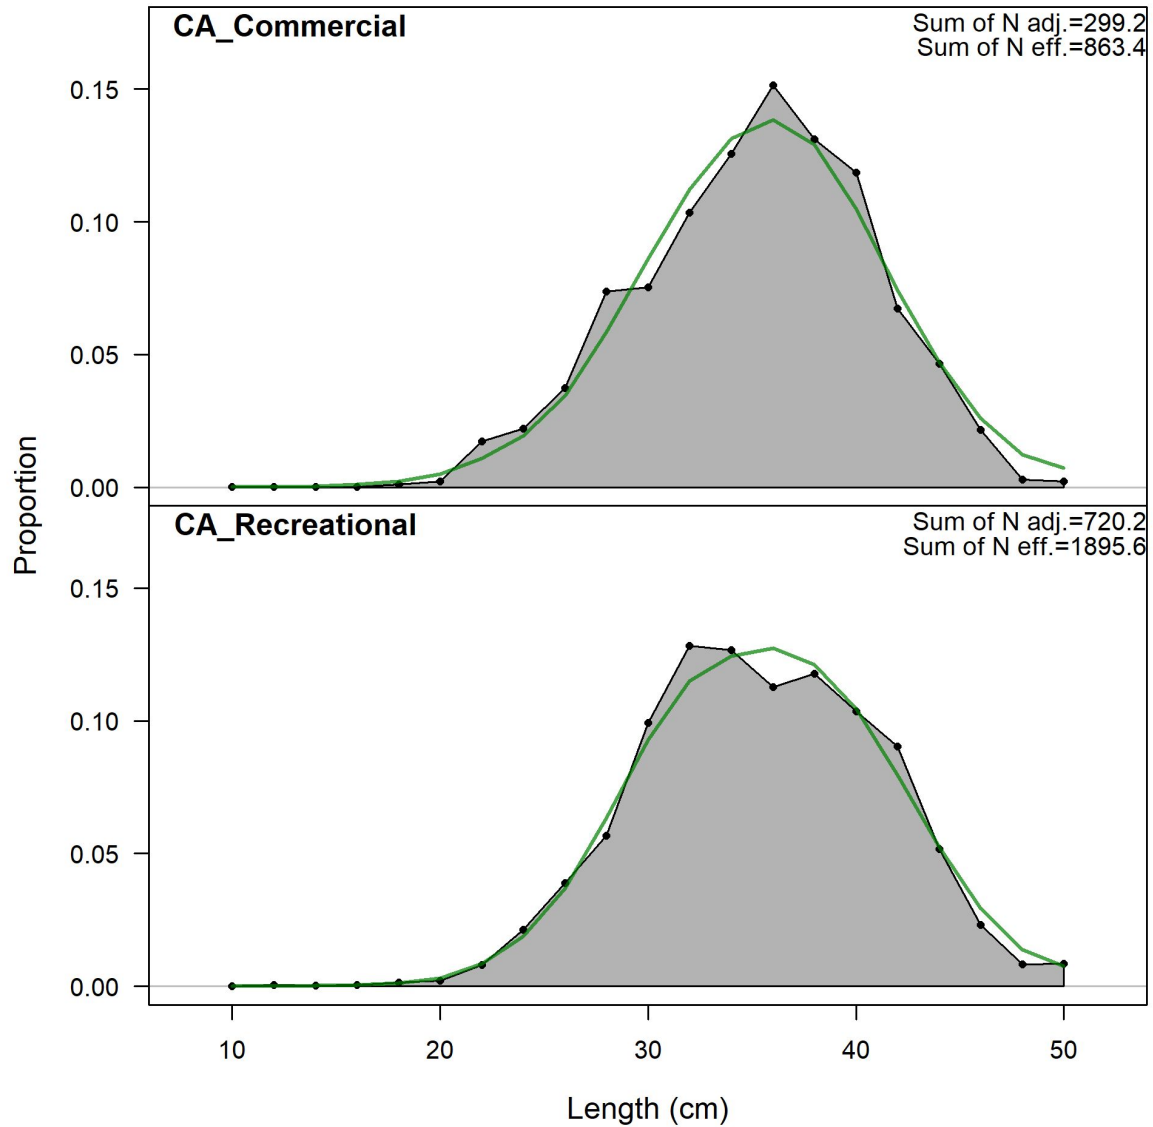 CA_Commercial
Sum of N adj.=299.2
Sum of N eff.=863.4
0.15
0.10
0.05
0.00
CA_Recreational
Sum of N adj.=720.2
Sum of N eff.=1895.6
0.15
0.10
0.05
0.00
Proportion
10 20 30 40 50
Length (cm)